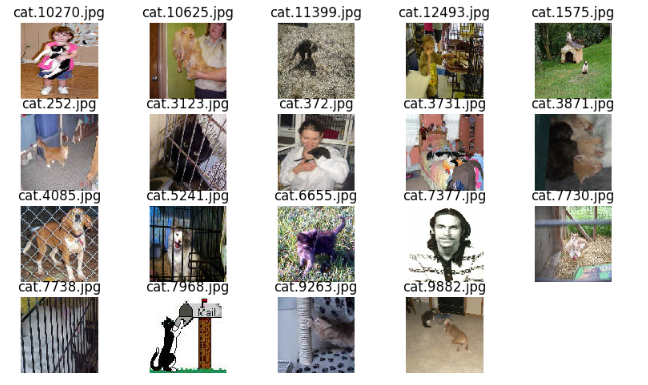 cat.10270.jpg cat.10625.jpg cat.11399.jpg cat.12493.jpg cat.1575.jpg
cat.252.jpg cat.3123.jpg cat.372.jpg cat.3731.jpg cat.3871.jpg
cat.4085.jpg cat.5241.jpg cat.6655.jpg cat.7377.jpg cat.7730.jpg
cat.7738.jpg cat.7968.jpg cat.9263.jpg cat.9882.jpg
Mail